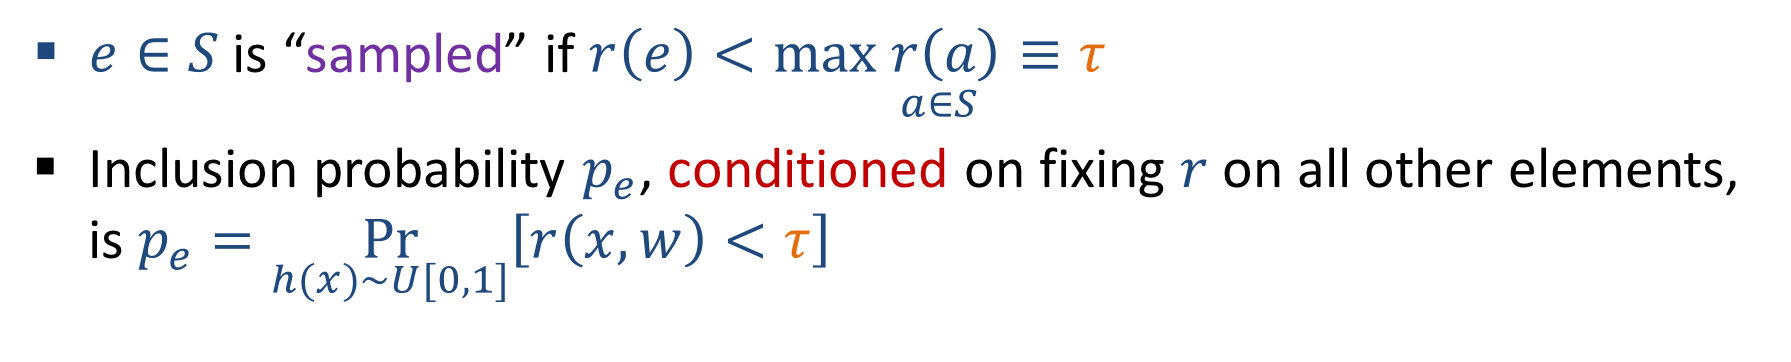 ▪ e ∈ S is “sampled” if r(e) < max r(a) ≡ τ
a∈S
▪ Inclusion probability pₑ, conditioned on fixing r on all other elements,
is pₑ = Pr [r(x, w) < τ]
h(x)~U[0,1]